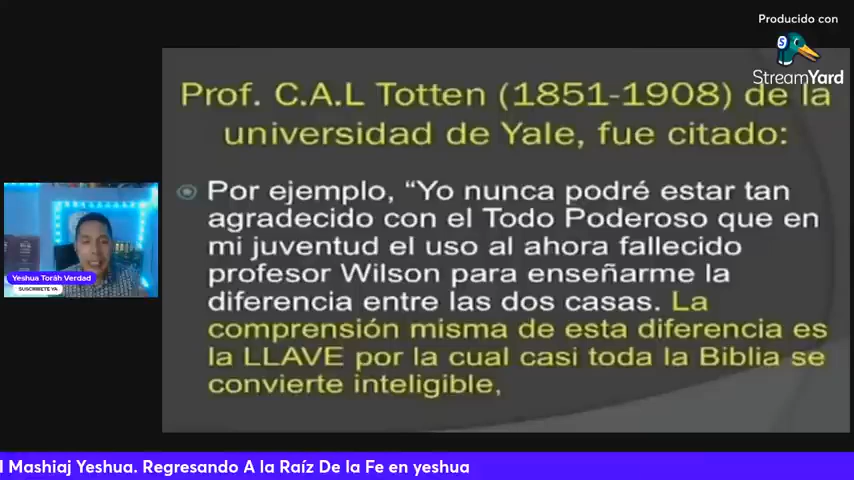 Producido con
StreamYard
Prof. C.A.L Totten (1851-1908) de la
universidad de Yale, fue citado:
Por ejemplo, “Yo nunca podré estar tan
agradecido con el Todo Poderoso que en
mi juventud el uso al ahora fallecido
profesor Wilson para enseñarme la
diferencia entre las dos casas. La
comprensión misma de esta diferencia es
la LLAVE por la cual casi toda la Biblia se
convierte inteligible,
Yeshua Toráh Verdad
SUSCRIBETE YA
l Mashiaj Yeshua. Regresando A la Raíz De la Fe en yeshua